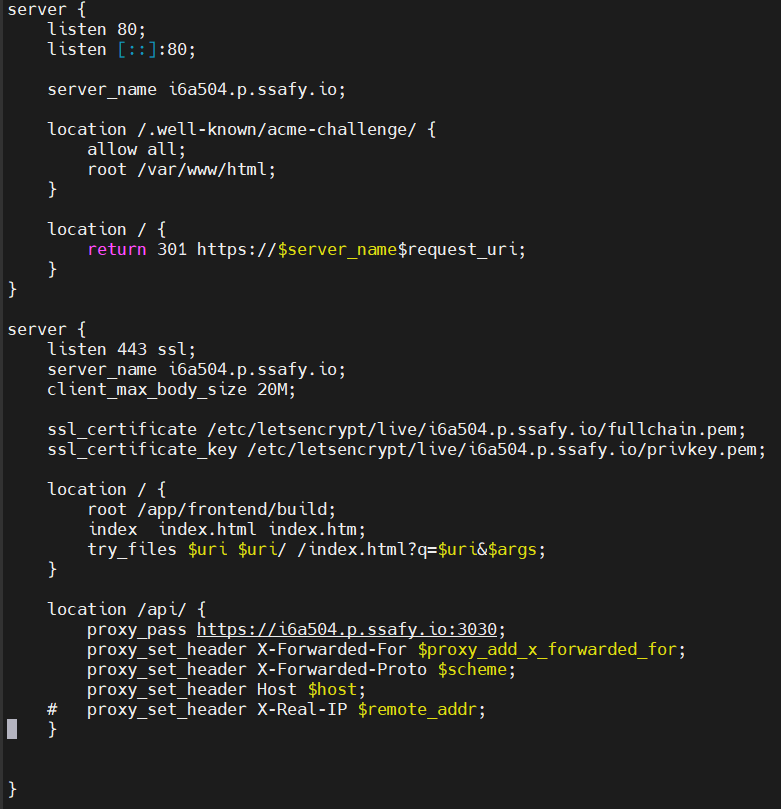 server {
    listen 80;
    listen [::]:80;

    server_name i6a504.p.ssafy.io;

    location /.well-known/acme-challenge/ {
        allow all;
        root /var/www/html;
    }

    location / {
        return 301 https://$server_name$request_uri;
    }
}

server {
    listen 443 ssl;
    server_name i6a504.p.ssafy.io;
    client_max_body_size 20M;

    ssl_certificate /etc/letsencrypt/live/i6a504.p.ssafy.io/fullchain.pem;
    ssl_certificate_key /etc/letsencrypt/live/i6a504.p.ssafy.io/privkey.pem;

    location / {
        root /app/frontend/build;
        index  index.html index.htm;
        try_files $uri $uri/ /index.html?q=$uri&$args;
    }

    location /api/ {
        proxy_pass https://i6a504.p.ssafy.io:3030;
        proxy_set_header X-Forwarded-For $proxy_add_x_forwarded_for;
        proxy_set_header X-Forwarded-Proto $scheme;
        proxy_set_header Host $host;
    #   proxy_set_header X-Real-IP $remote_addr;
    }


}